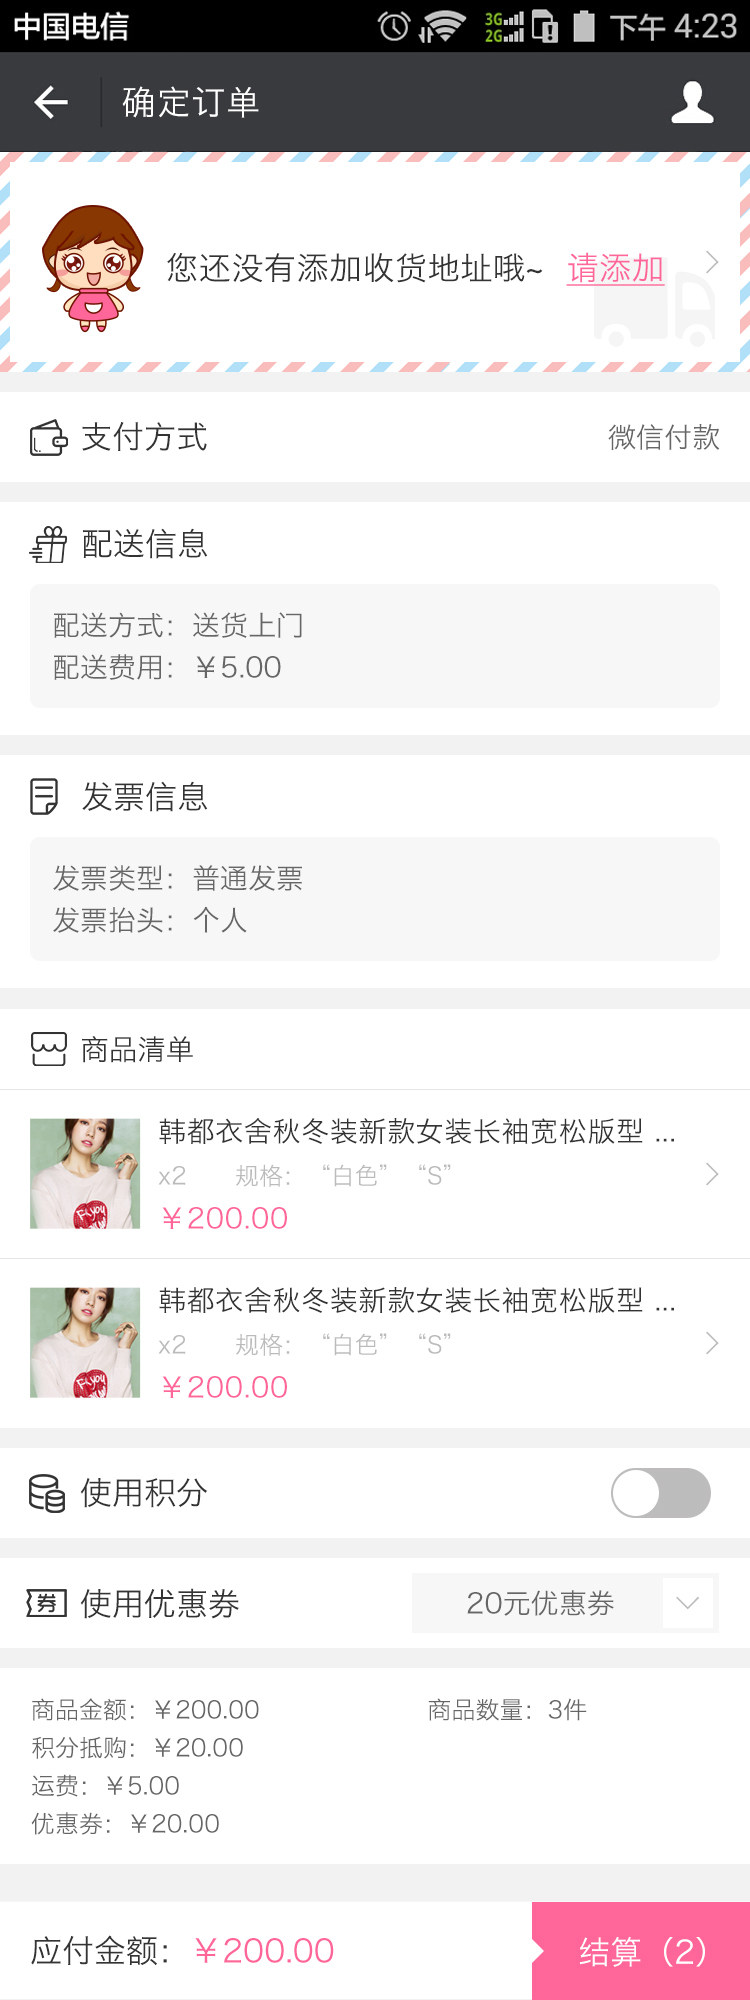 中国电信 3G 2G 下午 4:23
确定订单
您还没有添加收货地址哦~ 请添加
支付方式 微信付款
配送信息
配送方式：送货上门
配送费用：￥5.00
发票信息
发票类型：普通发票
发票抬头：个人
商品清单
韩都衣舍秋冬装新款女装长袖宽松版型 ...
x2 规格：“白色” “S”
￥200.00
韩都衣舍秋冬装新款女装长袖宽松版型 ...
x2 规格：“白色” “S”
￥200.00
使用积分
券 使用优惠券 20元优惠券
商品金额：￥200.00 商品数量：3件
积分抵购：￥20.00
运费：￥5.00
优惠券：￥20.00
应付金额：￥200.00 结算（2）